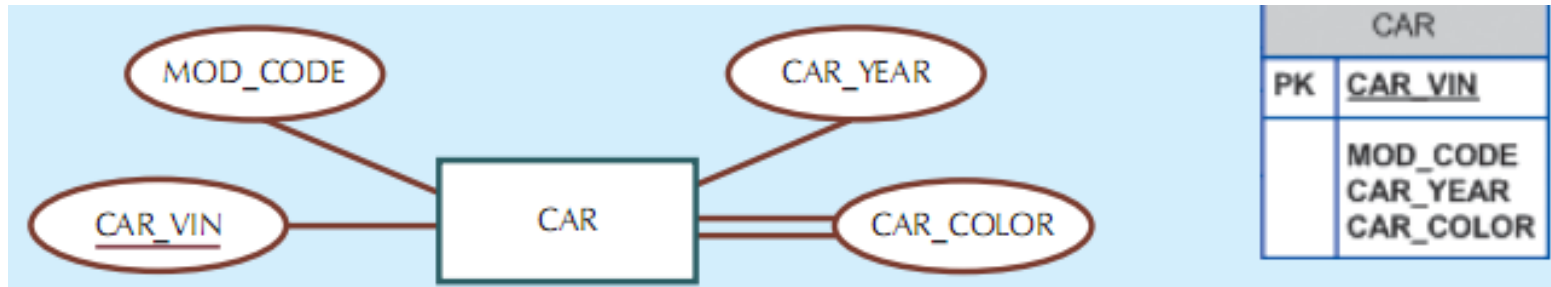 MOD_CODE
CAR_YEAR
CAR_VIN
CAR
CAR_COLOR
CAR
PK CAR_VIN
MOD_CODE
CAR_YEAR
CAR_COLOR